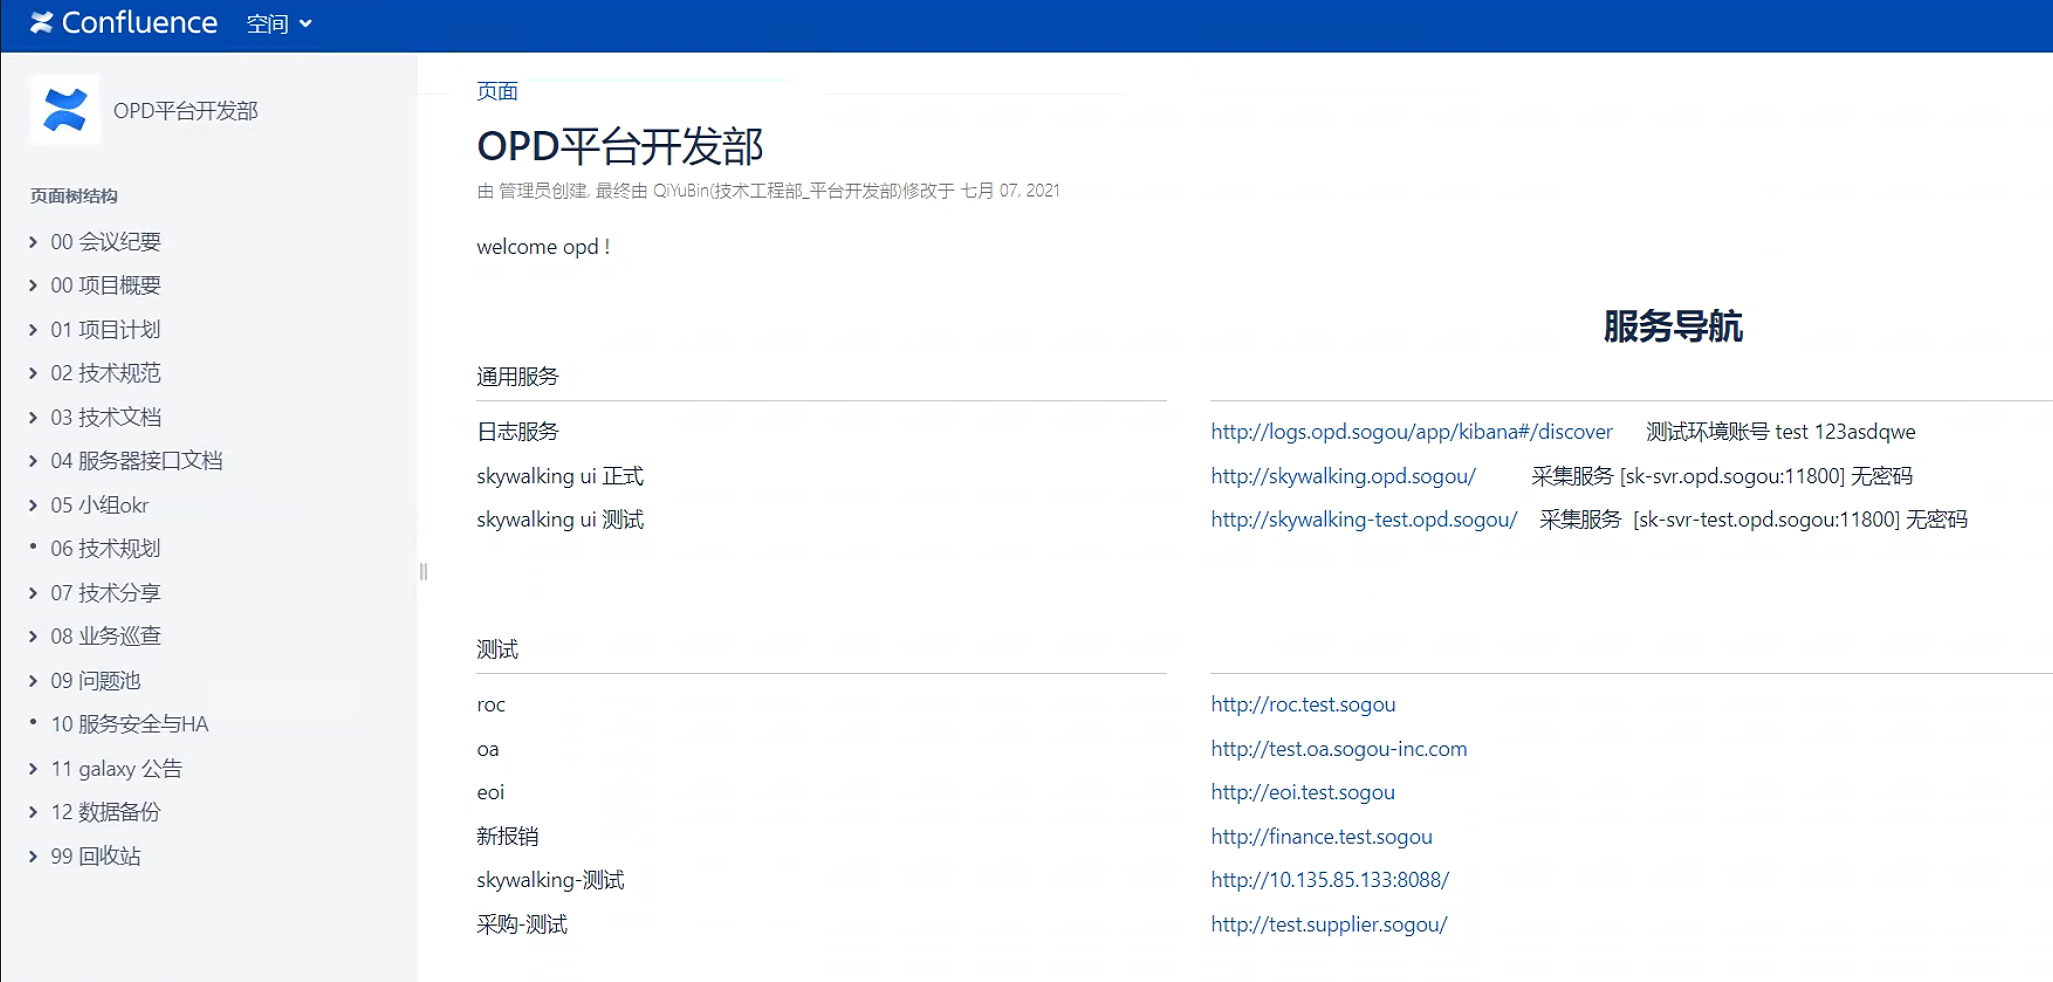 Confluence 空间
OPD平台开发部
页面树结构
00 会议纪要
00 项目概要
01 项目计划
02 技术规范
03 技术文档
04 服务器接口文档
05 小组okr
06 技术规划
07 技术分享
08 业务巡查
09 问题池
10 服务安全与HA
11 galaxy 公告
12 数据备份
99 回收站
页面
OPD平台开发部
由 管理员创建, 最终由 QiYuBin(技术工程部_平台开发部)修改于 七月 07, 2021
welcome opd !
服务导航
通用服务
日志服务 http://logs.opd.sogou/app/kibana#/discover 测试环境账号 test 123asdqwe
skywalking ui 正式 http://skywalking.opd.sogou/ 采集服务 [sk-svr.opd.sogou:11800] 无密码
skywalking ui 测试 http://skywalking-test.opd.sogou/ 采集服务 [sk-svr-test.opd.sogou:11800] 无密码
测试
roc http://roc.test.sogou
oa http://test.oa.sogou-inc.com
eoi http://eoi.test.sogou
新报销 http://finance.test.sogou
skywalking-测试 http://10.135.85.133:8088/
采购-测试 http://test.supplier.sogou/